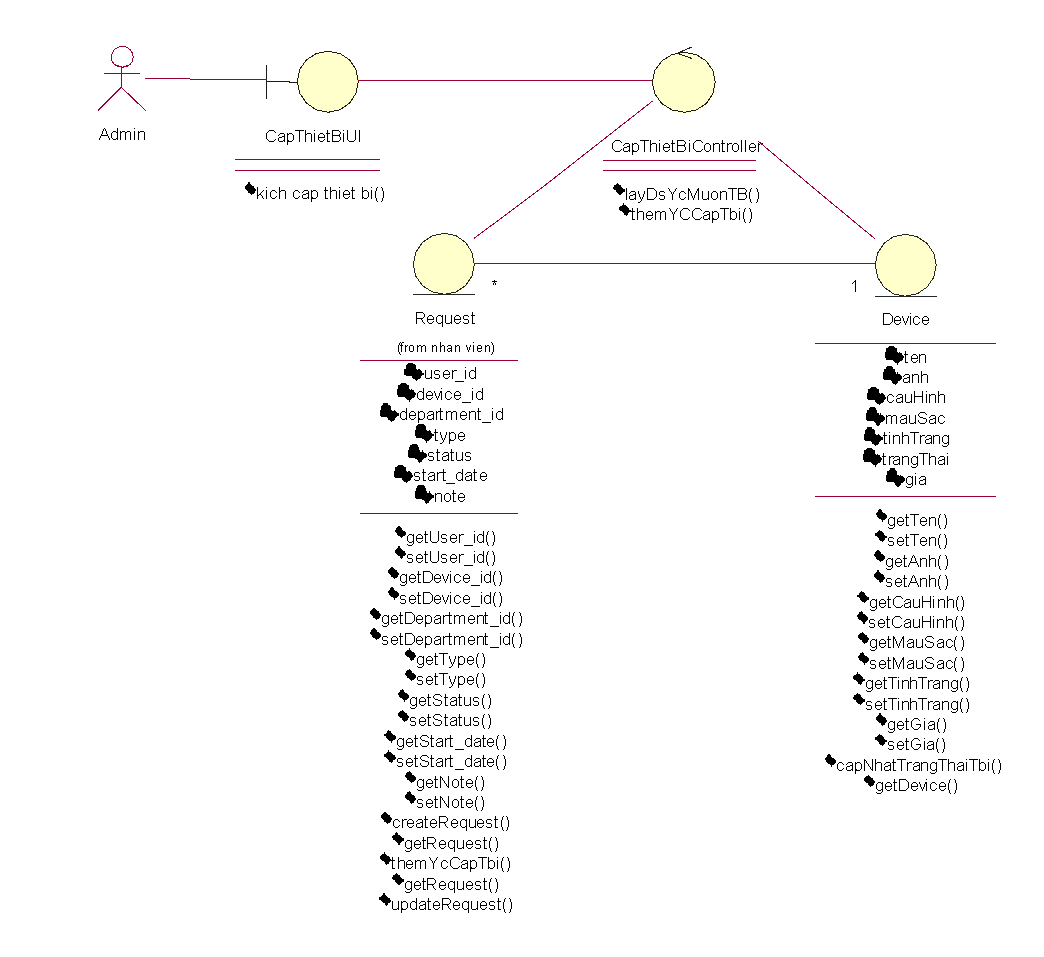 Admin
CapThietBiUI
kich cap thiet bi()
CapThietBiController
layDsYcMuonTB()
themYCCapTbi()
*
1
Request
(from nhan vien)
user_id
device_id
department_id
type
status
start_date
note
getUser_id()
setUser_id()
getDevice_id()
setDevice_id()
getDepartment_id()
setDepartment_id()
getType()
setType()
getStatus()
setStatus()
getStart_date()
setStart_date()
getNote()
setNote()
createRequest()
getRequest()
themYcCapTbi()
getRequest()
updateRequest()
Device
ten
anh
cauHinh
mauSac
tinhTrang
trangThai
gia
getTen()
setTen()
getAnh()
setAnh()
getCauHinh()
setCauHinh()
getMauSac()
setMauSac()
getTinhTrang()
setTinhTrang()
getGia()
setGia()
capNhatTrangThaiTbi()
getDevice()